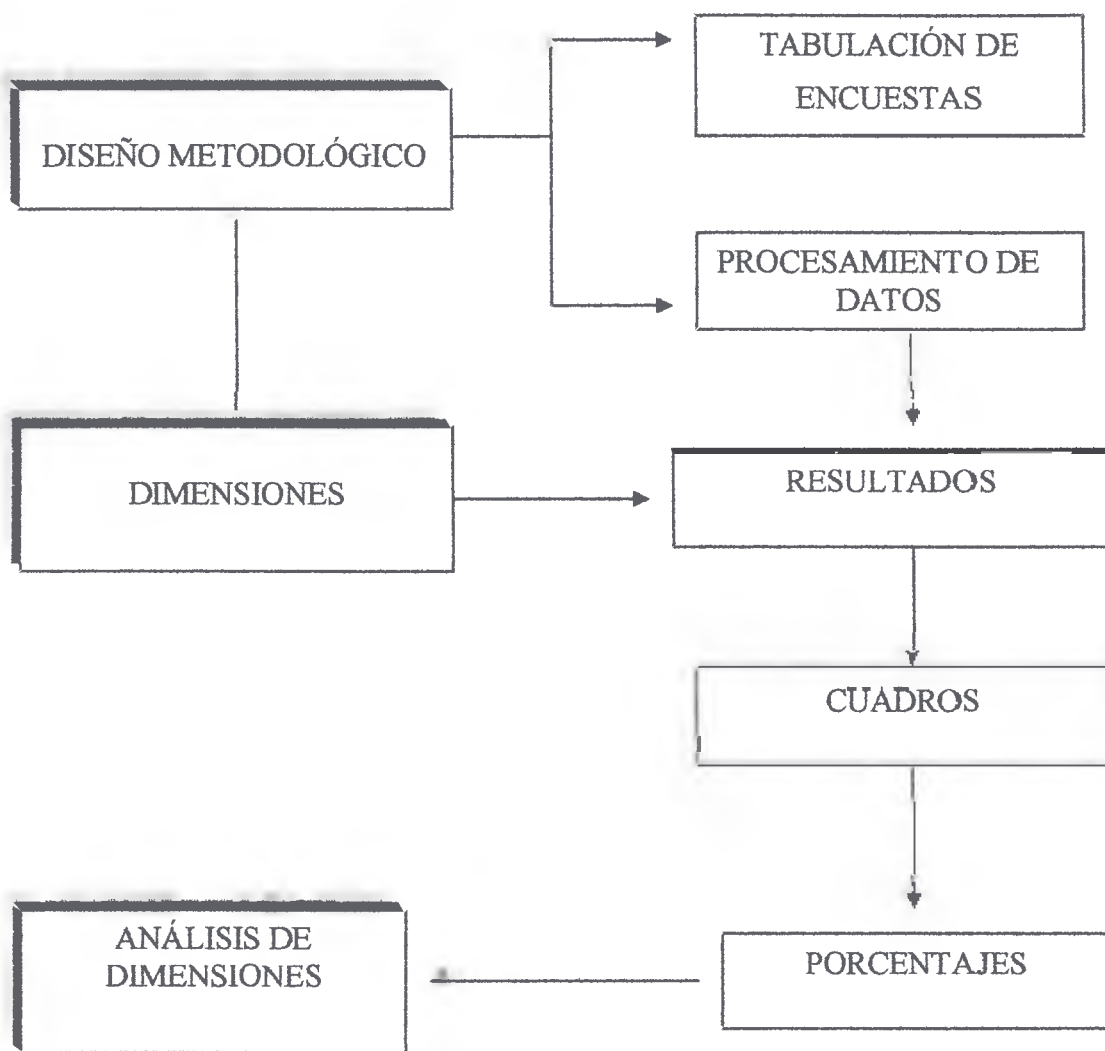 TABULACIÓN DE
ENCUESTAS
DISEÑO METODOLÓGICO
PROCESAMIENTO DE
DATOS
DIMENSIONES
RESULTADOS
CUADROS
ANÁLISIS DE
DIMENSIONES
PORCENTAJES